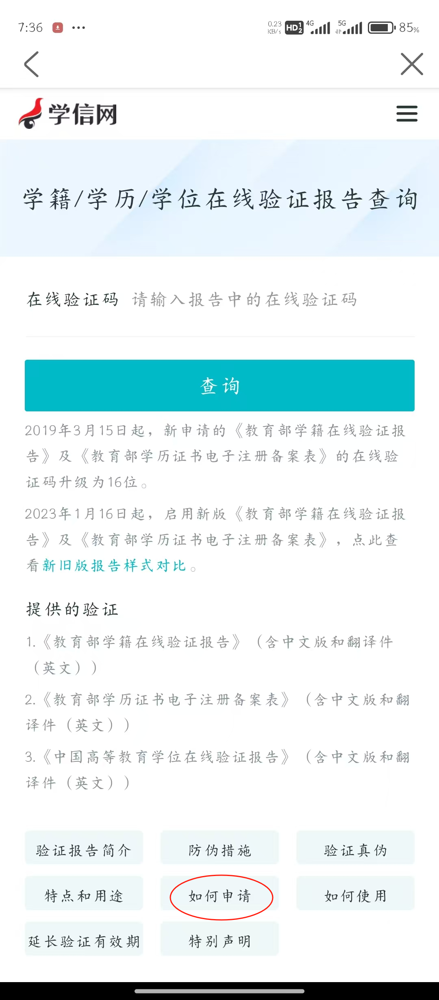 7:36
0.23 KB/s HD 1 2 4G 5G 85%
学信网
学籍/学历/学位在线验证报告查询
在线验证码 请输入报告中的在线验证码
查询
2019年3月15日起，新申请的《教育部学籍在线验证报
告》及《教育部学历证书电子注册备案表》的在线验
证码升级为16位。
2023年1月16日起，启用新版《教育部学籍在线验证报
告》及《教育部学历证书电子注册备案表》，点此查
看新旧版报告样式对比。
提供的验证
1.《教育部学籍在线验证报告》（含中文版和翻译件
（英文））
2.《教育部学历证书电子注册备案表》（含中文版和翻
译件（英文））
3.《中国高等教育学位在线验证报告》（含中文版和翻
译件（英文））
验证报告简介 防伪措施 验证真伪
特点和用途 如何申请 如何使用
延长验证有效期 特别声明